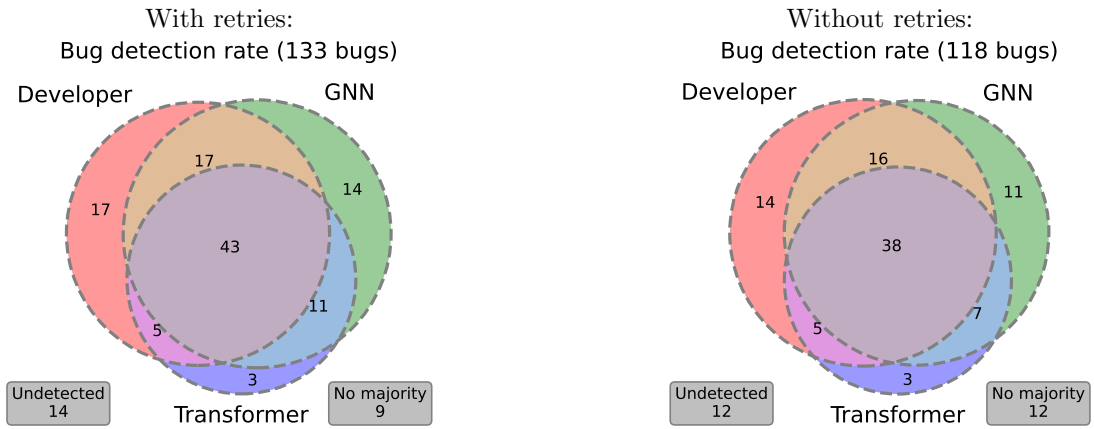 With retries:
Bug detection rate (133 bugs)
Developer
GNN
17
14
17
43
11
5
3
Undetected
14
No majority
9
Transformer
Without retries:
Bug detection rate (118 bugs)
Developer
GNN
16
11
14
38
7
5
3
Undetected
12
No majority
12
Transformer